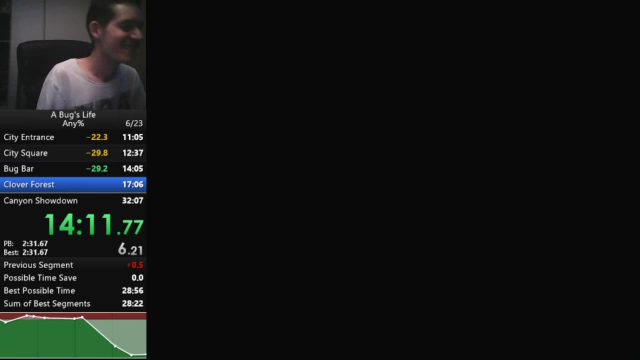 A Bug's Life
Any% 6/23
City Entrance -22.3 11:05
City Square -29.8 12:37
Bug Bar -29.2 14:05
Clover Forest 17:06
Canyon Showdown 32:07
14:11.77
PB: 2:31.67
Best: 2:31.67 6.21
Previous Segment +0.5
Possible Time Save 0.0
Best Possible Time 28:56
Sum of Best Segments 28:22